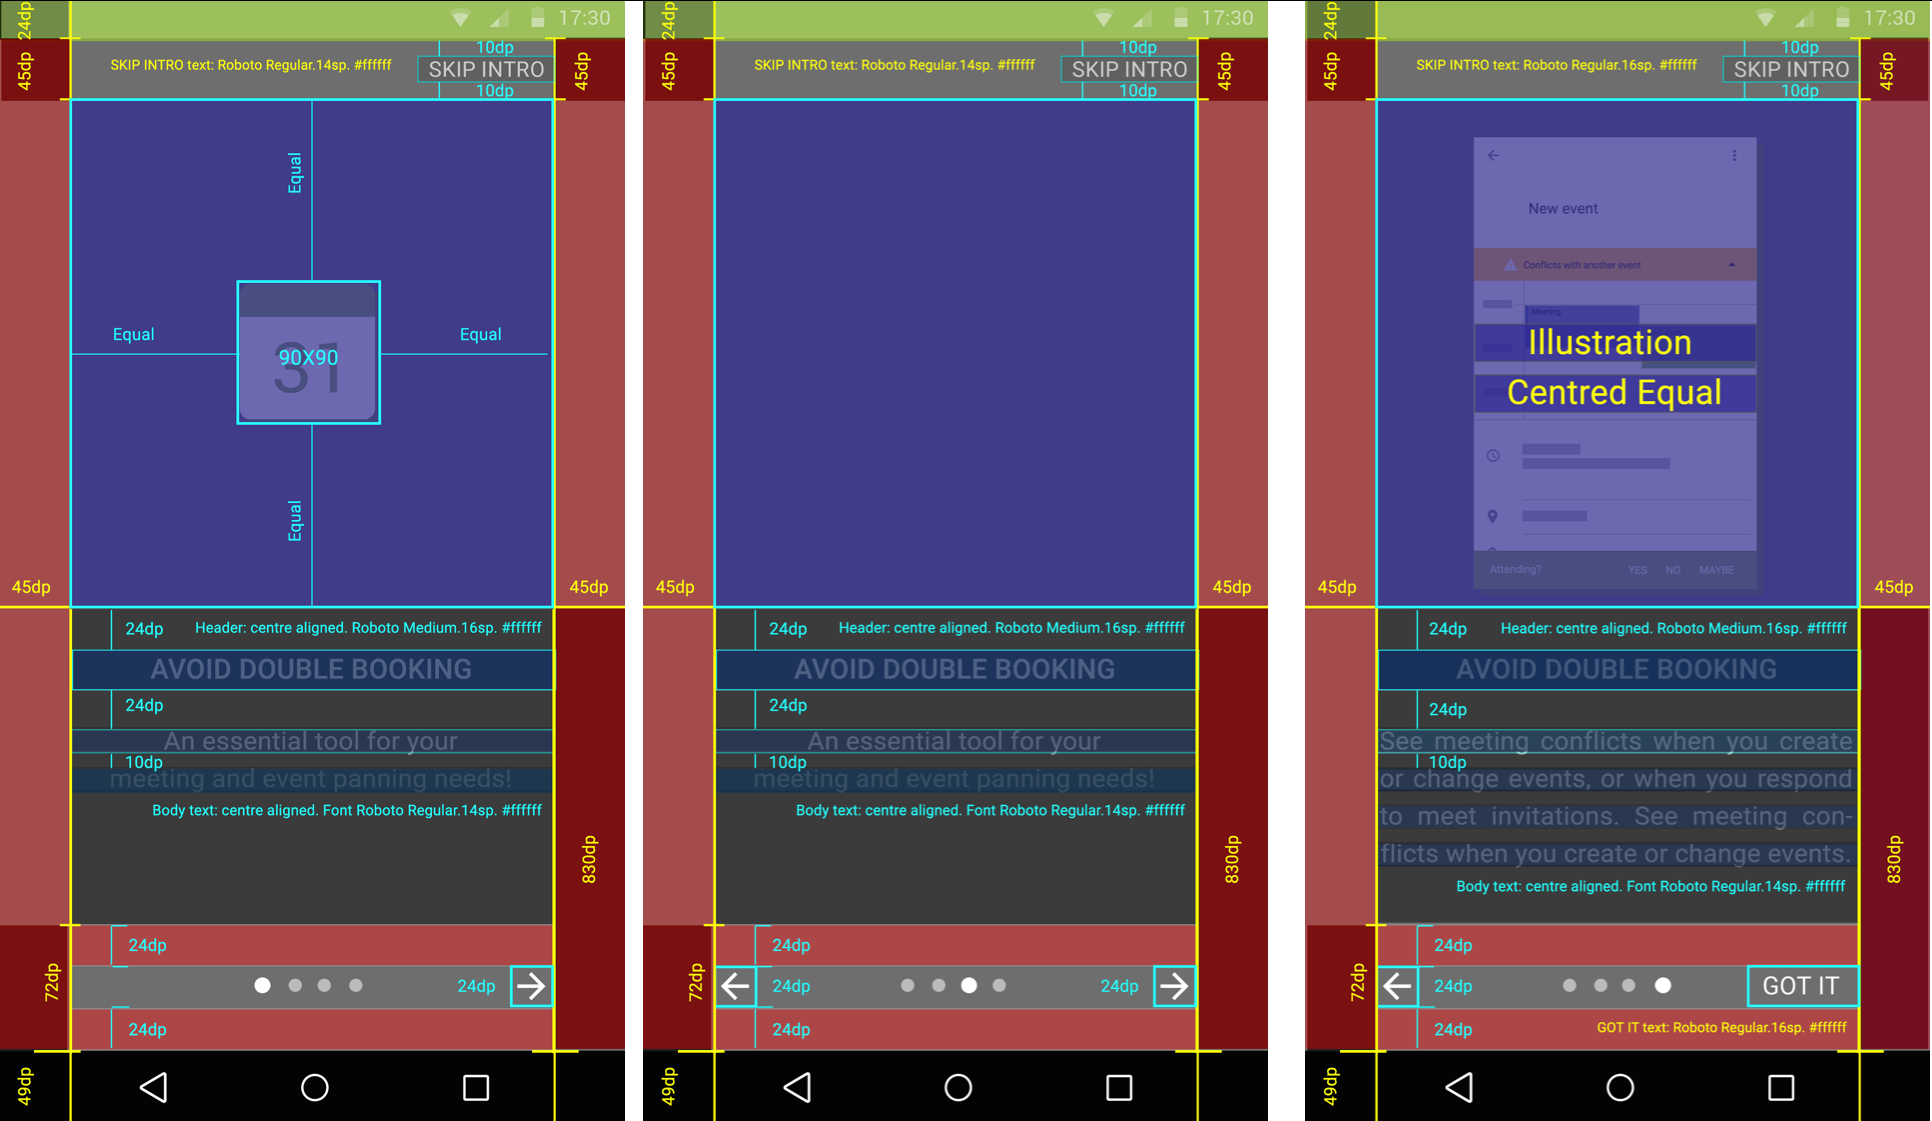 24dp
17:30
45dp
SKIP INTRO text: Roboto Regular.14sp. #ffffff
10dp
SKIP INTRO
10dp
45dp
Equal
Equal
Equal
31
90X90
Equal
45dp
45dp
24dp
Header: centre aligned. Roboto Medium.16sp. #ffffff
AVOID DOUBLE BOOKING
24dp
An essential tool for your
10dp
meeting and event panning needs!
Body text: centre aligned. Font Roboto Regular.14sp. #ffffff
830dp
72dp
24dp
24dp
24dp
49dp
24dp
17:30
45dp
SKIP INTRO text: Roboto Regular.14sp. #ffffff
10dp
SKIP INTRO
10dp
45dp
45dp
45dp
24dp
Header: centre aligned. Roboto Medium.16sp. #ffffff
AVOID DOUBLE BOOKING
24dp
An essential tool for your
10dp
meeting and event panning needs!
Body text: centre aligned. Font Roboto Regular.14sp. #ffffff
830dp
72dp
24dp
24dp
24dp
24dp
49dp
24dp
17:30
45dp
SKIP INTRO text: Roboto Regular.16sp. #ffffff
10dp
SKIP INTRO
10dp
45dp
New event
Conflicts with another event
Meeting
Illustration
Centred Equal
Attending?
YES NO MAYBE
45dp
45dp
24dp
Header: centre aligned. Roboto Medium.16sp. #ffffff
AVOID DOUBLE BOOKING
24dp
See meeting conflicts when you create
10dp
or change events, or when you respond
to meet invitations. See meeting con-
flicts when you create or change events.
Body text: centre aligned. Font Roboto Regular.14sp. #ffffff
830dp
72dp
24dp
24dp
GOT IT
24dp
GOT IT text: Roboto Regular.16sp. #ffffff
49dp